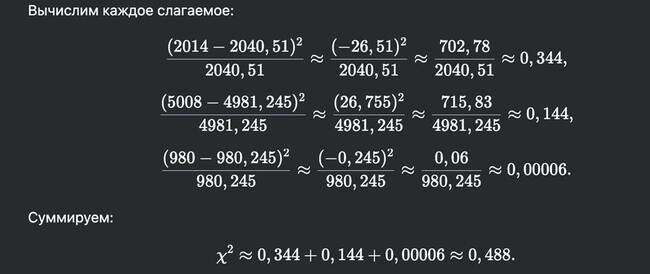 Вычислим каждое слагаемое:
(2014 − 2040, 51)² / 2040, 51 ≈ (−26, 51)² / 2040, 51 ≈ 702, 78 / 2040, 51 ≈ 0, 344,
(5008 − 4981, 245)² / 4981, 245 ≈ (26, 755)² / 4981, 245 ≈ 715, 83 / 4981, 245 ≈ 0, 144,
(980 − 980, 245)² / 980, 245 ≈ (−0, 245)² / 980, 245 ≈ 0, 06 / 980, 245 ≈ 0, 00006.
Суммируем:
χ² ≈ 0, 344 + 0, 144 + 0, 00006 ≈ 0, 488.